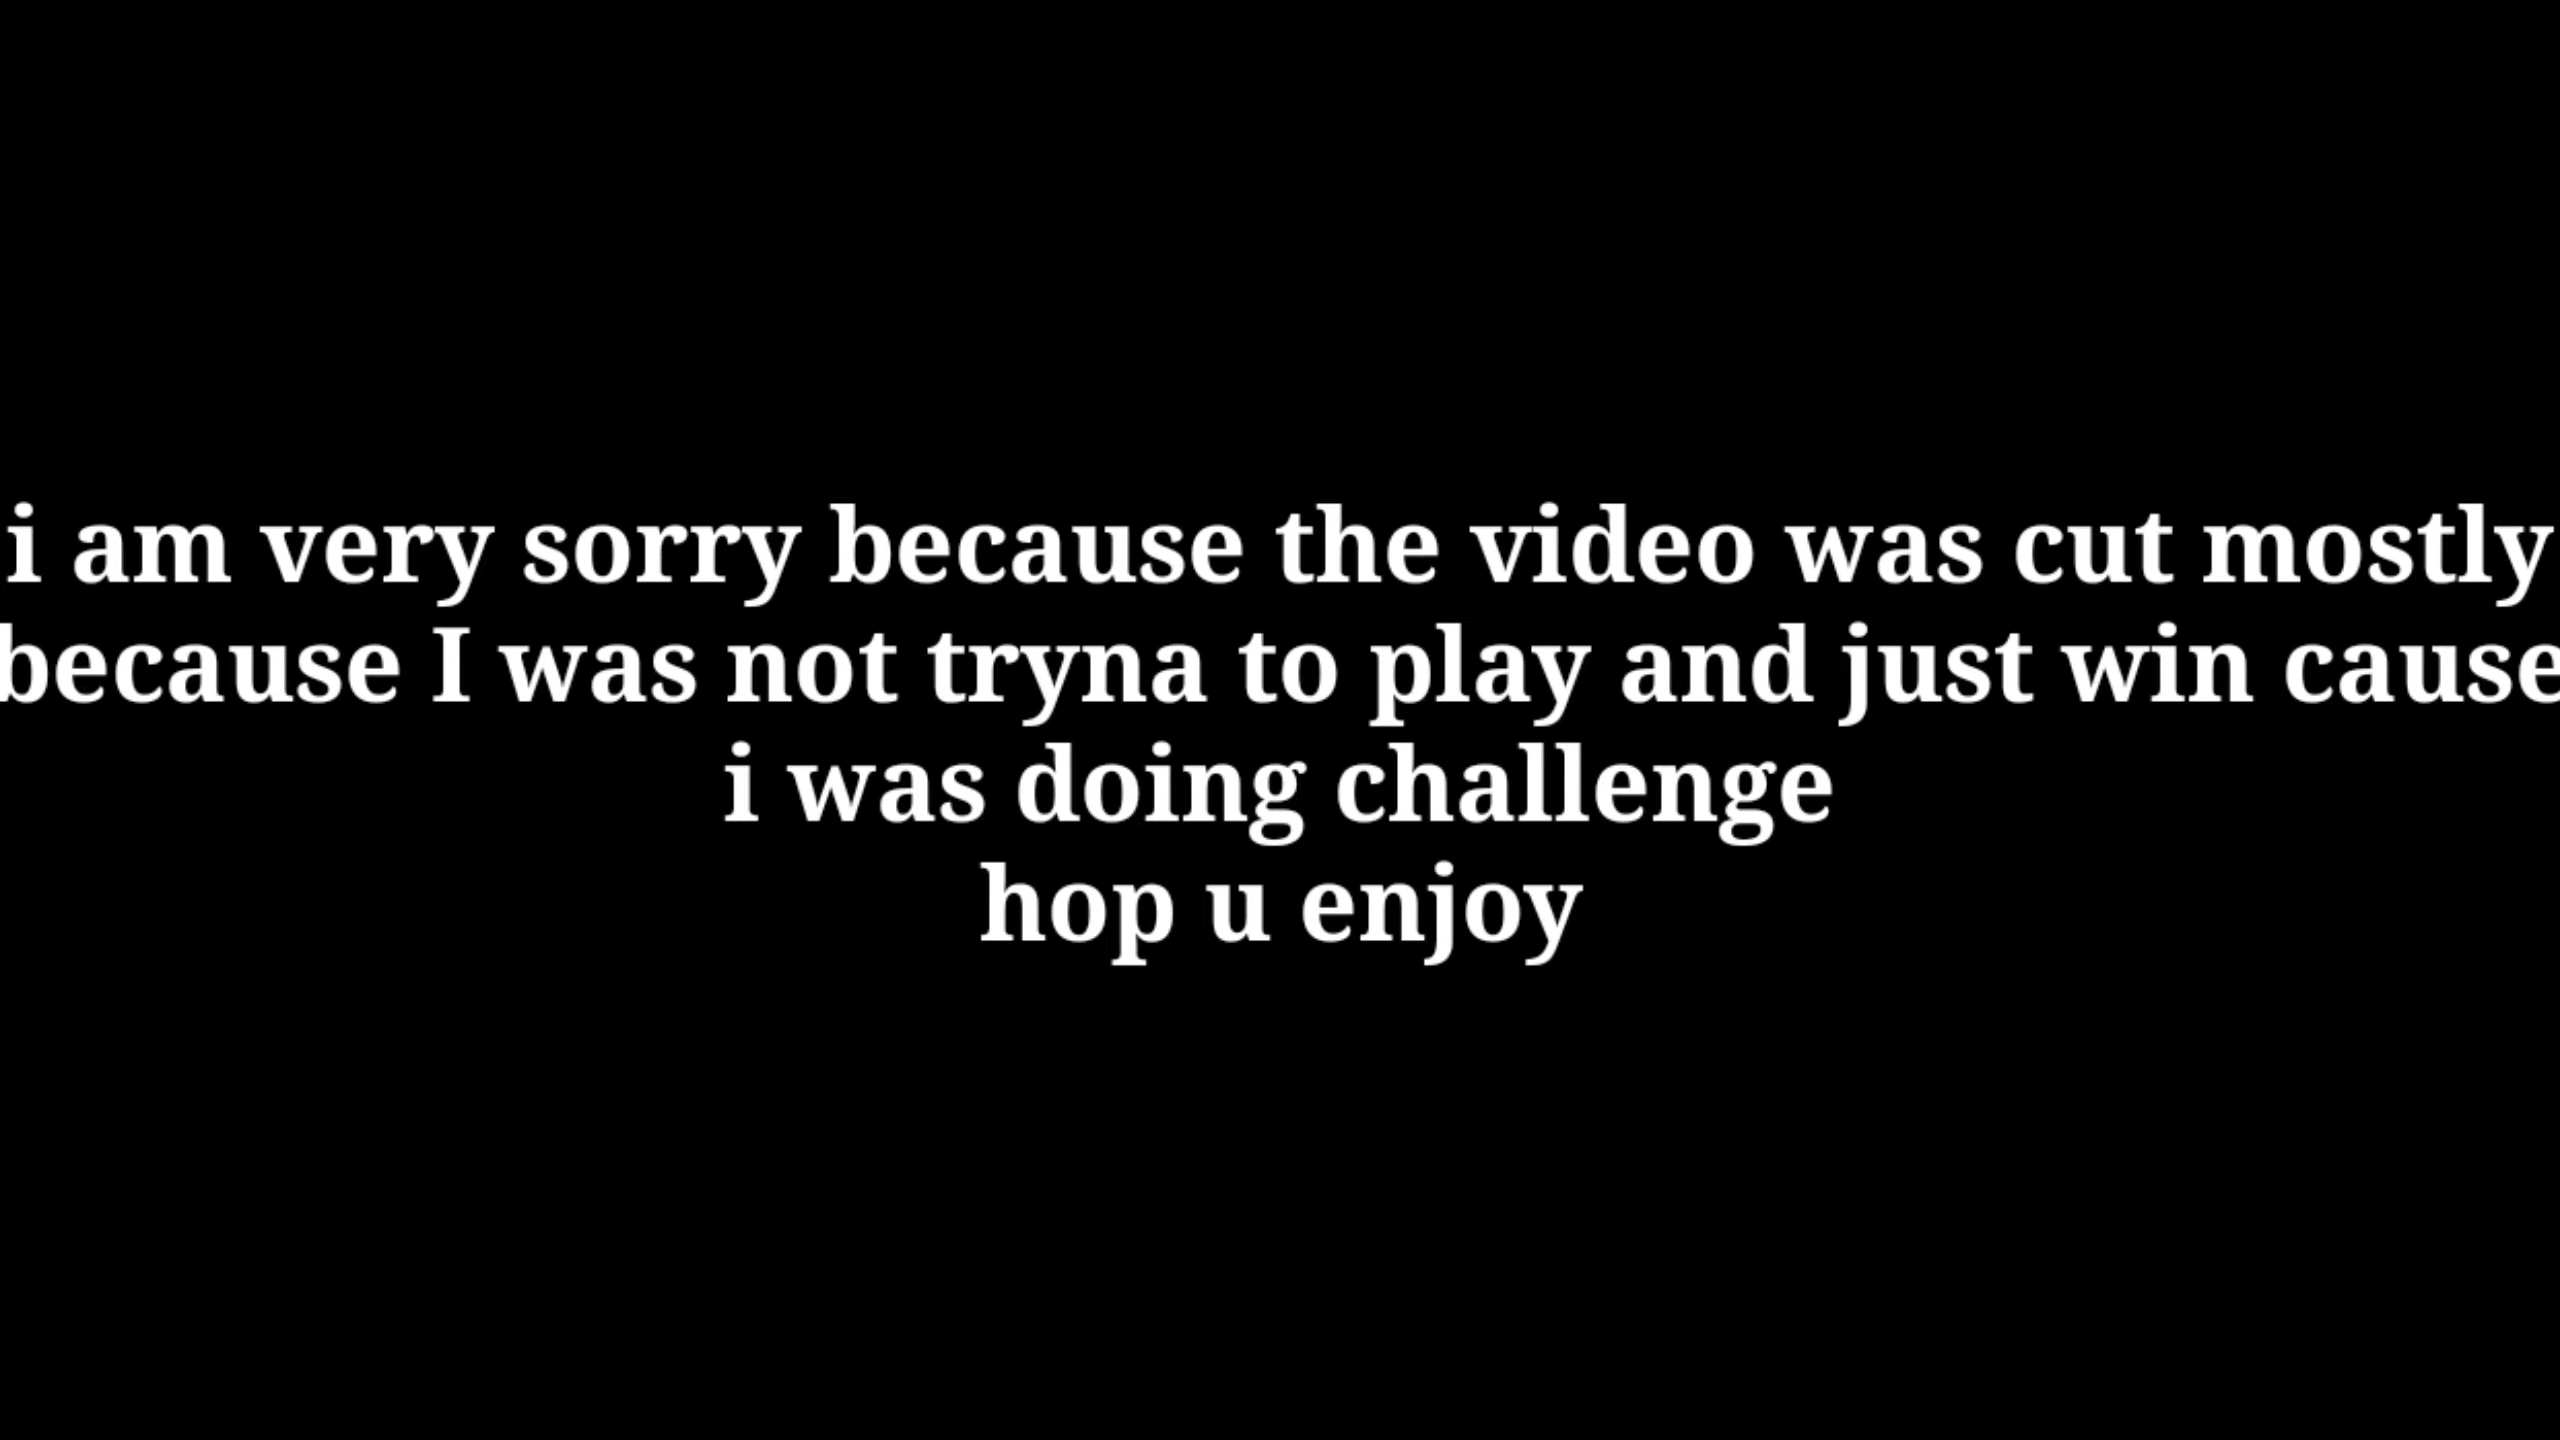 i am very sorry because the video was cut mostly
because I was not tryna to play and just win cause
i was doing challenge
hop u enjoy